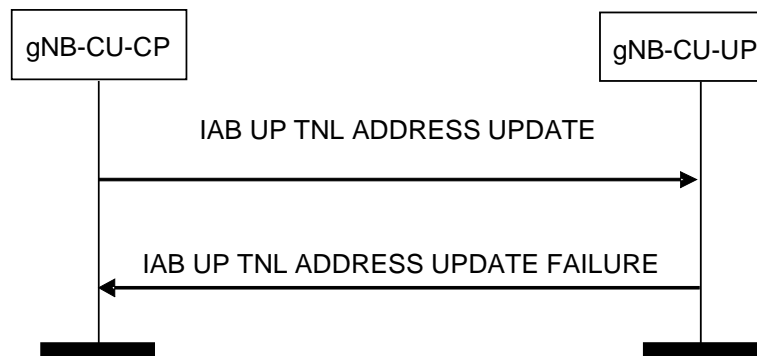 gNB-CU-CP
gNB-CU-UP
IAB UP TNL ADDRESS UPDATE
IAB UP TNL ADDRESS UPDATE FAILURE